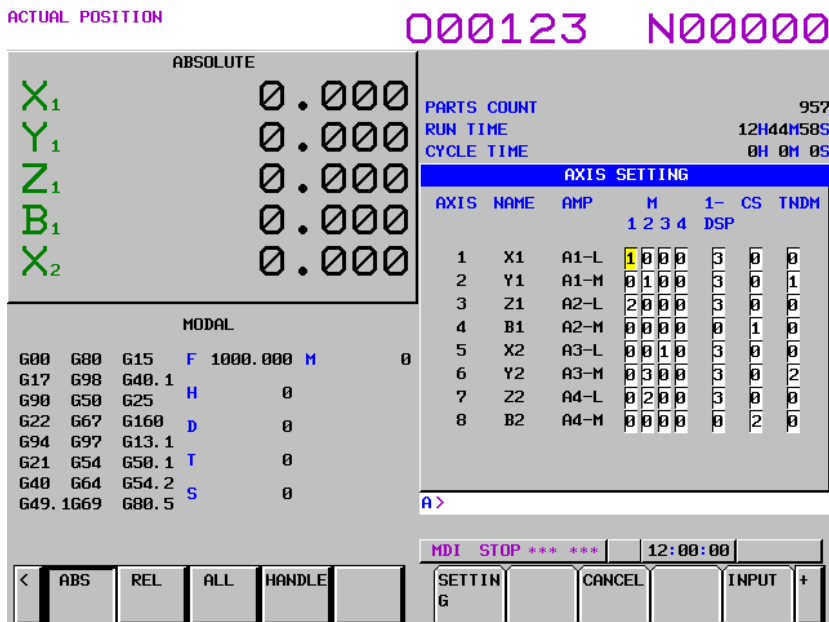 ACTUAL POSITION
O00123 N00000
ABSOLUTE
X1 0.000
Y1 0.000
Z1 0.000
B1 0.000
X2 0.000
PARTS COUNT 957
RUN TIME 12H44M58S
CYCLE TIME 0H 0M 0S
AXIS SETTING
AXIS NAME AMP M 1- CS TNDM
1 2 3 4 DSP
1 X1 A1-L 1 0 0 0 3 0 0
2 Y1 A1-M 0 1 0 0 3 0 1
3 Z1 A2-L 2 0 0 0 3 0 0
4 B1 A2-M 0 0 0 0 0 1 0
5 X2 A3-L 0 0 1 0 3 0 0
6 Y2 A3-M 0 3 0 0 3 0 2
7 Z2 A4-L 0 2 0 0 3 0 0
8 B2 A4-M 0 0 0 0 0 2 0
MODAL
G00 G80 G15 F 1000.000 M 0
G17 G98 G40.1
G90 G50 G25 H 0
G22 G67 G160 D 0
G94 G97 G13.1
G21 G54 G50.1 T 0
G40 G64 G54.2 S 0
G49.1G69 G80.5
A>
MDI STOP *** *** 12:00:00
< ABS REL ALL HANDLE
SETTIN CANCEL INPUT +
G